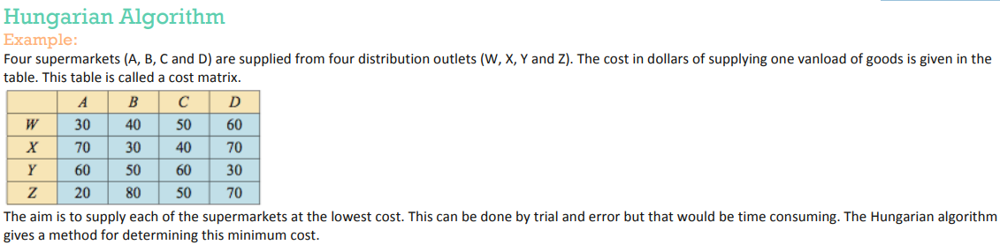 Hungarian Algorithm
Example:
Four supermarkets (A, B, C and D) are supplied from four distribution outlets (W, X, Y and Z). The cost in dollars of supplying one vanload of goods is given in the
table. This table is called a cost matrix.
A B C D
W 30 40 50 60
X 70 30 40 70
Y 60 50 60 30
Z 20 80 50 70
The aim is to supply each of the supermarkets at the lowest cost. This can be done by trial and error but that would be time consuming. The Hungarian algorithm
gives a method for determining this minimum cost.